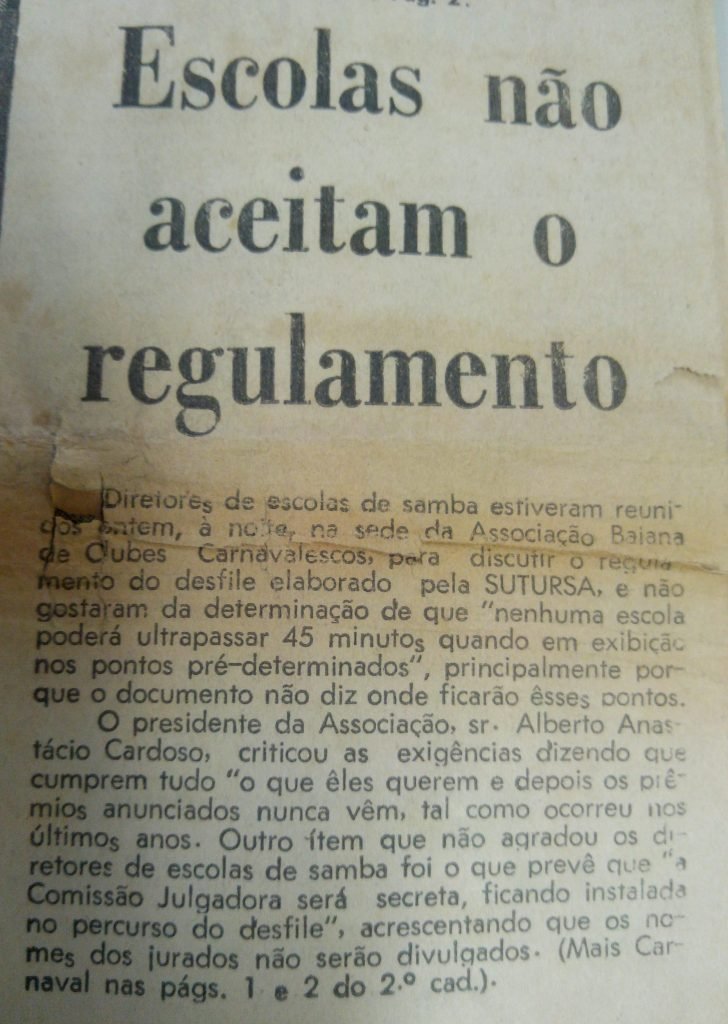 Escolas não
aceitam o
regulamento
Diretores de escolas de samba estiveram reuni-
dos ontem, à noite, na sede da Associação Baiana
de Clubes Carnavalescos, para discutir o regula-
mento do desfile elaborado pela SUTURSA, e não
gostaram da determinação de que "nenhuma escola
poderá ultrapassar 45 minutos quando em exibição
nos pontos pré-determinados", principalmente por-
que o documento não diz onde ficarão êsses pontos.
O presidente da Associação, sr. Alberto Anas-
tácio Cardoso, criticou as exigências dizendo que
cumprem tudo "o que êles querem e depois os prê-
mios anunciados nunca vêm, tal como ocorreu nos
últimos anos. Outro ítem que não agradou os di-
retores de escolas de samba foi o que prevê que "a
Comissão Julgadora será secreta, ficando instalada
no percurso do desfile", acrescentando que os no-
mes dos jurados não serão divulgados. (Mais Car-
naval nas págs. 1 e 2 do 2.º cad.).